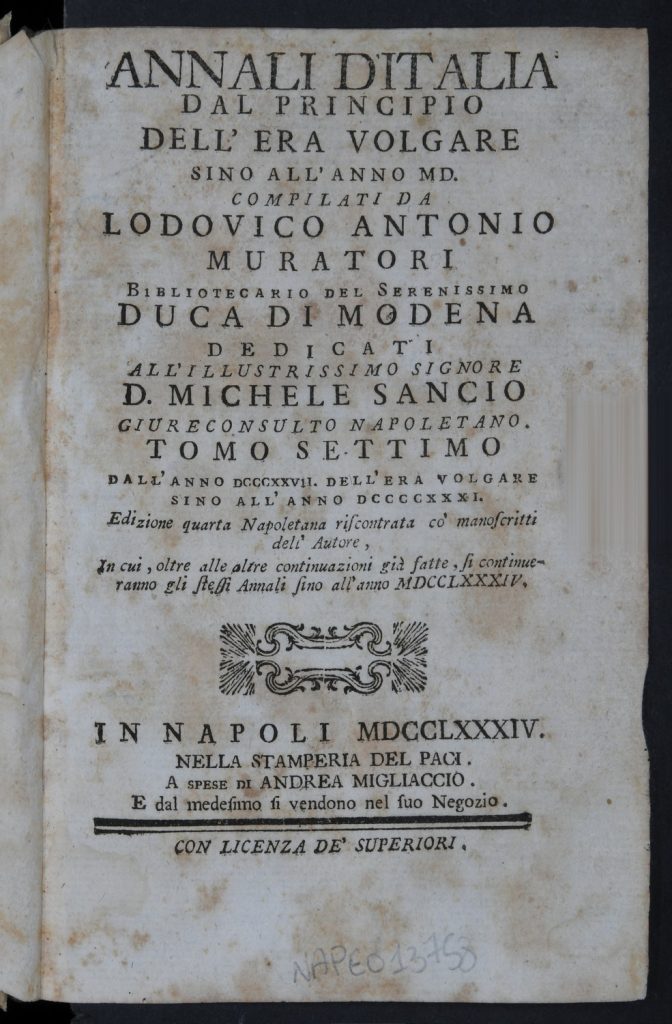 ANNALI D'ITALIA
DAL PRINCIPIO
DELL' ERA VOLGARE
SINO ALL' ANNO MD.
COMPILATI DA
LODOVICO ANTONIO
MURATORI
BIBLIOTECARIO DEL SERENISSIMO
DUCA DI MODENA
DEDICATI
ALL'ILLUSTRISSIMO SIGNORE
D. MICHELE SANCIO
GIURECONSULTO NAPOLETANO.
TOMO SETTIMO
DALL' ANNO DCCCXXVII. DELL' ERA VOLGARE
SINO ALL' ANNO DCCCCXXXI.
Edizione quarta Napoletana riſcontrata co' manoſcritti
dell' Autore,
In cui, oltre alle altre continuazioni già fatte, ſi continue-
ranno gli ſteſſi Annali ſino all'anno MDCCLXXXIV.
IN NAPOLI MDCCLXXXIV.
NELLA STAMPERIA DEL PACI.
A SPESE DI ANDREA MIGLIACCIO.
E dal medeſimo ſi vendono nel ſuo Negozio.
CON LICENZA DE' SUPERIORI.
NAPE013758